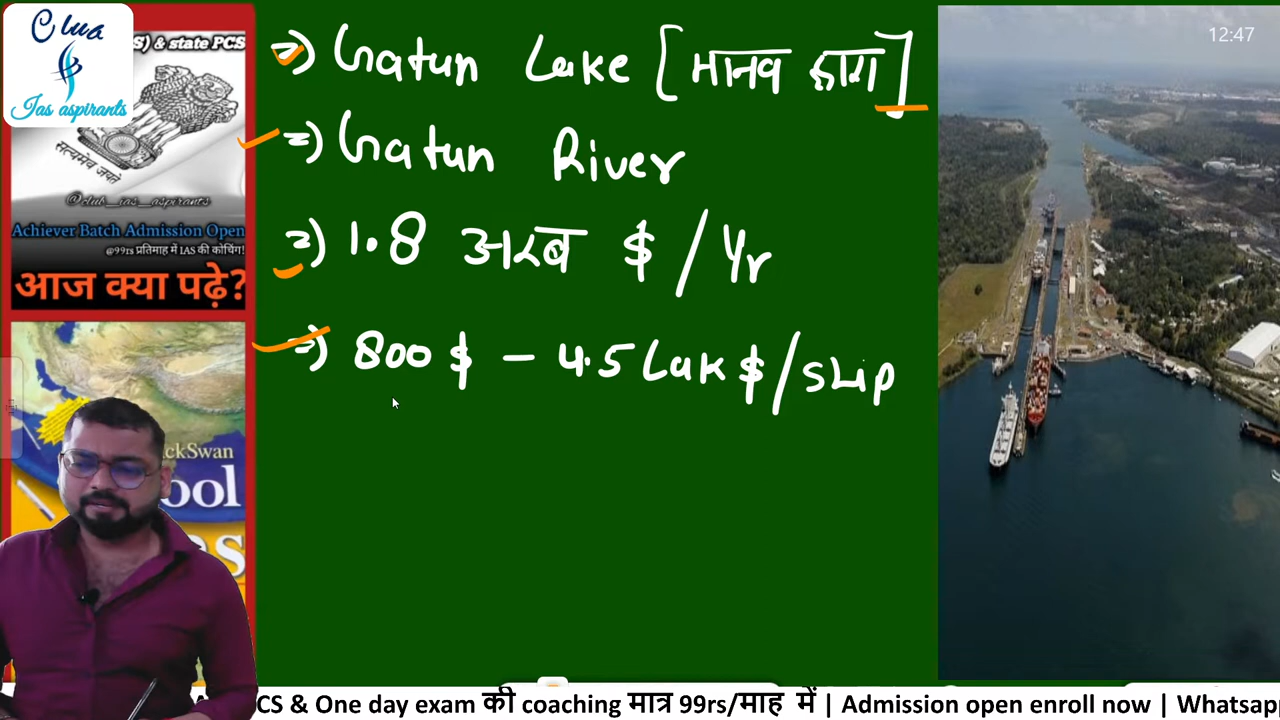 Club
Ias aspirants
S) & state PCS
सत्यमेव जयते
@club_ias_aspirants
Achiever Batch Admission Open
@99rs प्रतिमाह में IAS की कोचिंग!
आज क्या पढ़े?
ckSwan
ool
as
=) Gatun Lake [मानव द्वारा]
=) Gatun River
=) 1.8 अरब $ / Yr
=) 800 $ - 4.5 Lak $ / Ship
12:47
CS & One day exam की coaching मात्र 99rs/माह में | Admission open enroll now | Whatsapp